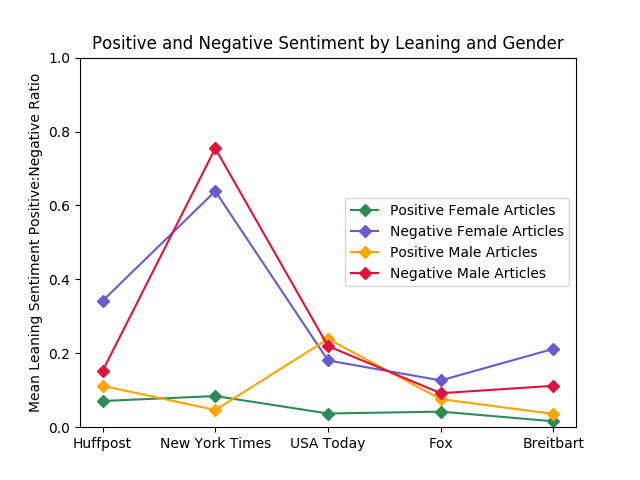 Positive and Negative Sentiment by Leaning and Gender
Mean Leaning Sentiment Positive:Negative Ratio
1.0
0.8
0.6
0.4
0.2
0.0
Positive Female Articles
Negative Female Articles
Positive Male Articles
Negative Male Articles
Huffpost New York Times USA Today Fox Breitbart